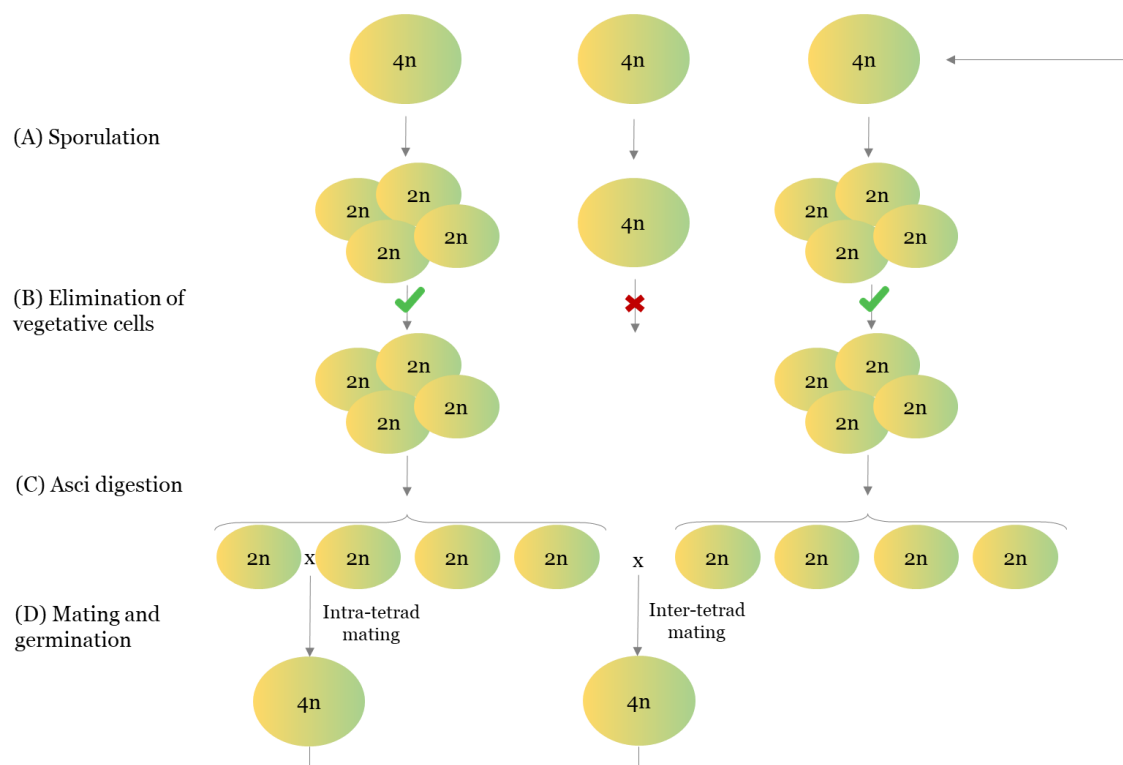 4n 4n 4n
(A) Sporulation
2n 2n 2n 2n 4n 2n 2n 2n 2n
(B) Elimination of
vegetative cells
2n 2n 2n 2n 2n 2n 2n 2n
(C) Asci digestion
2n x 2n 2n 2n x 2n 2n 2n 2n
(D) Mating and
germination
Intra-tetrad
mating
Inter-tetrad
mating
4n 4n